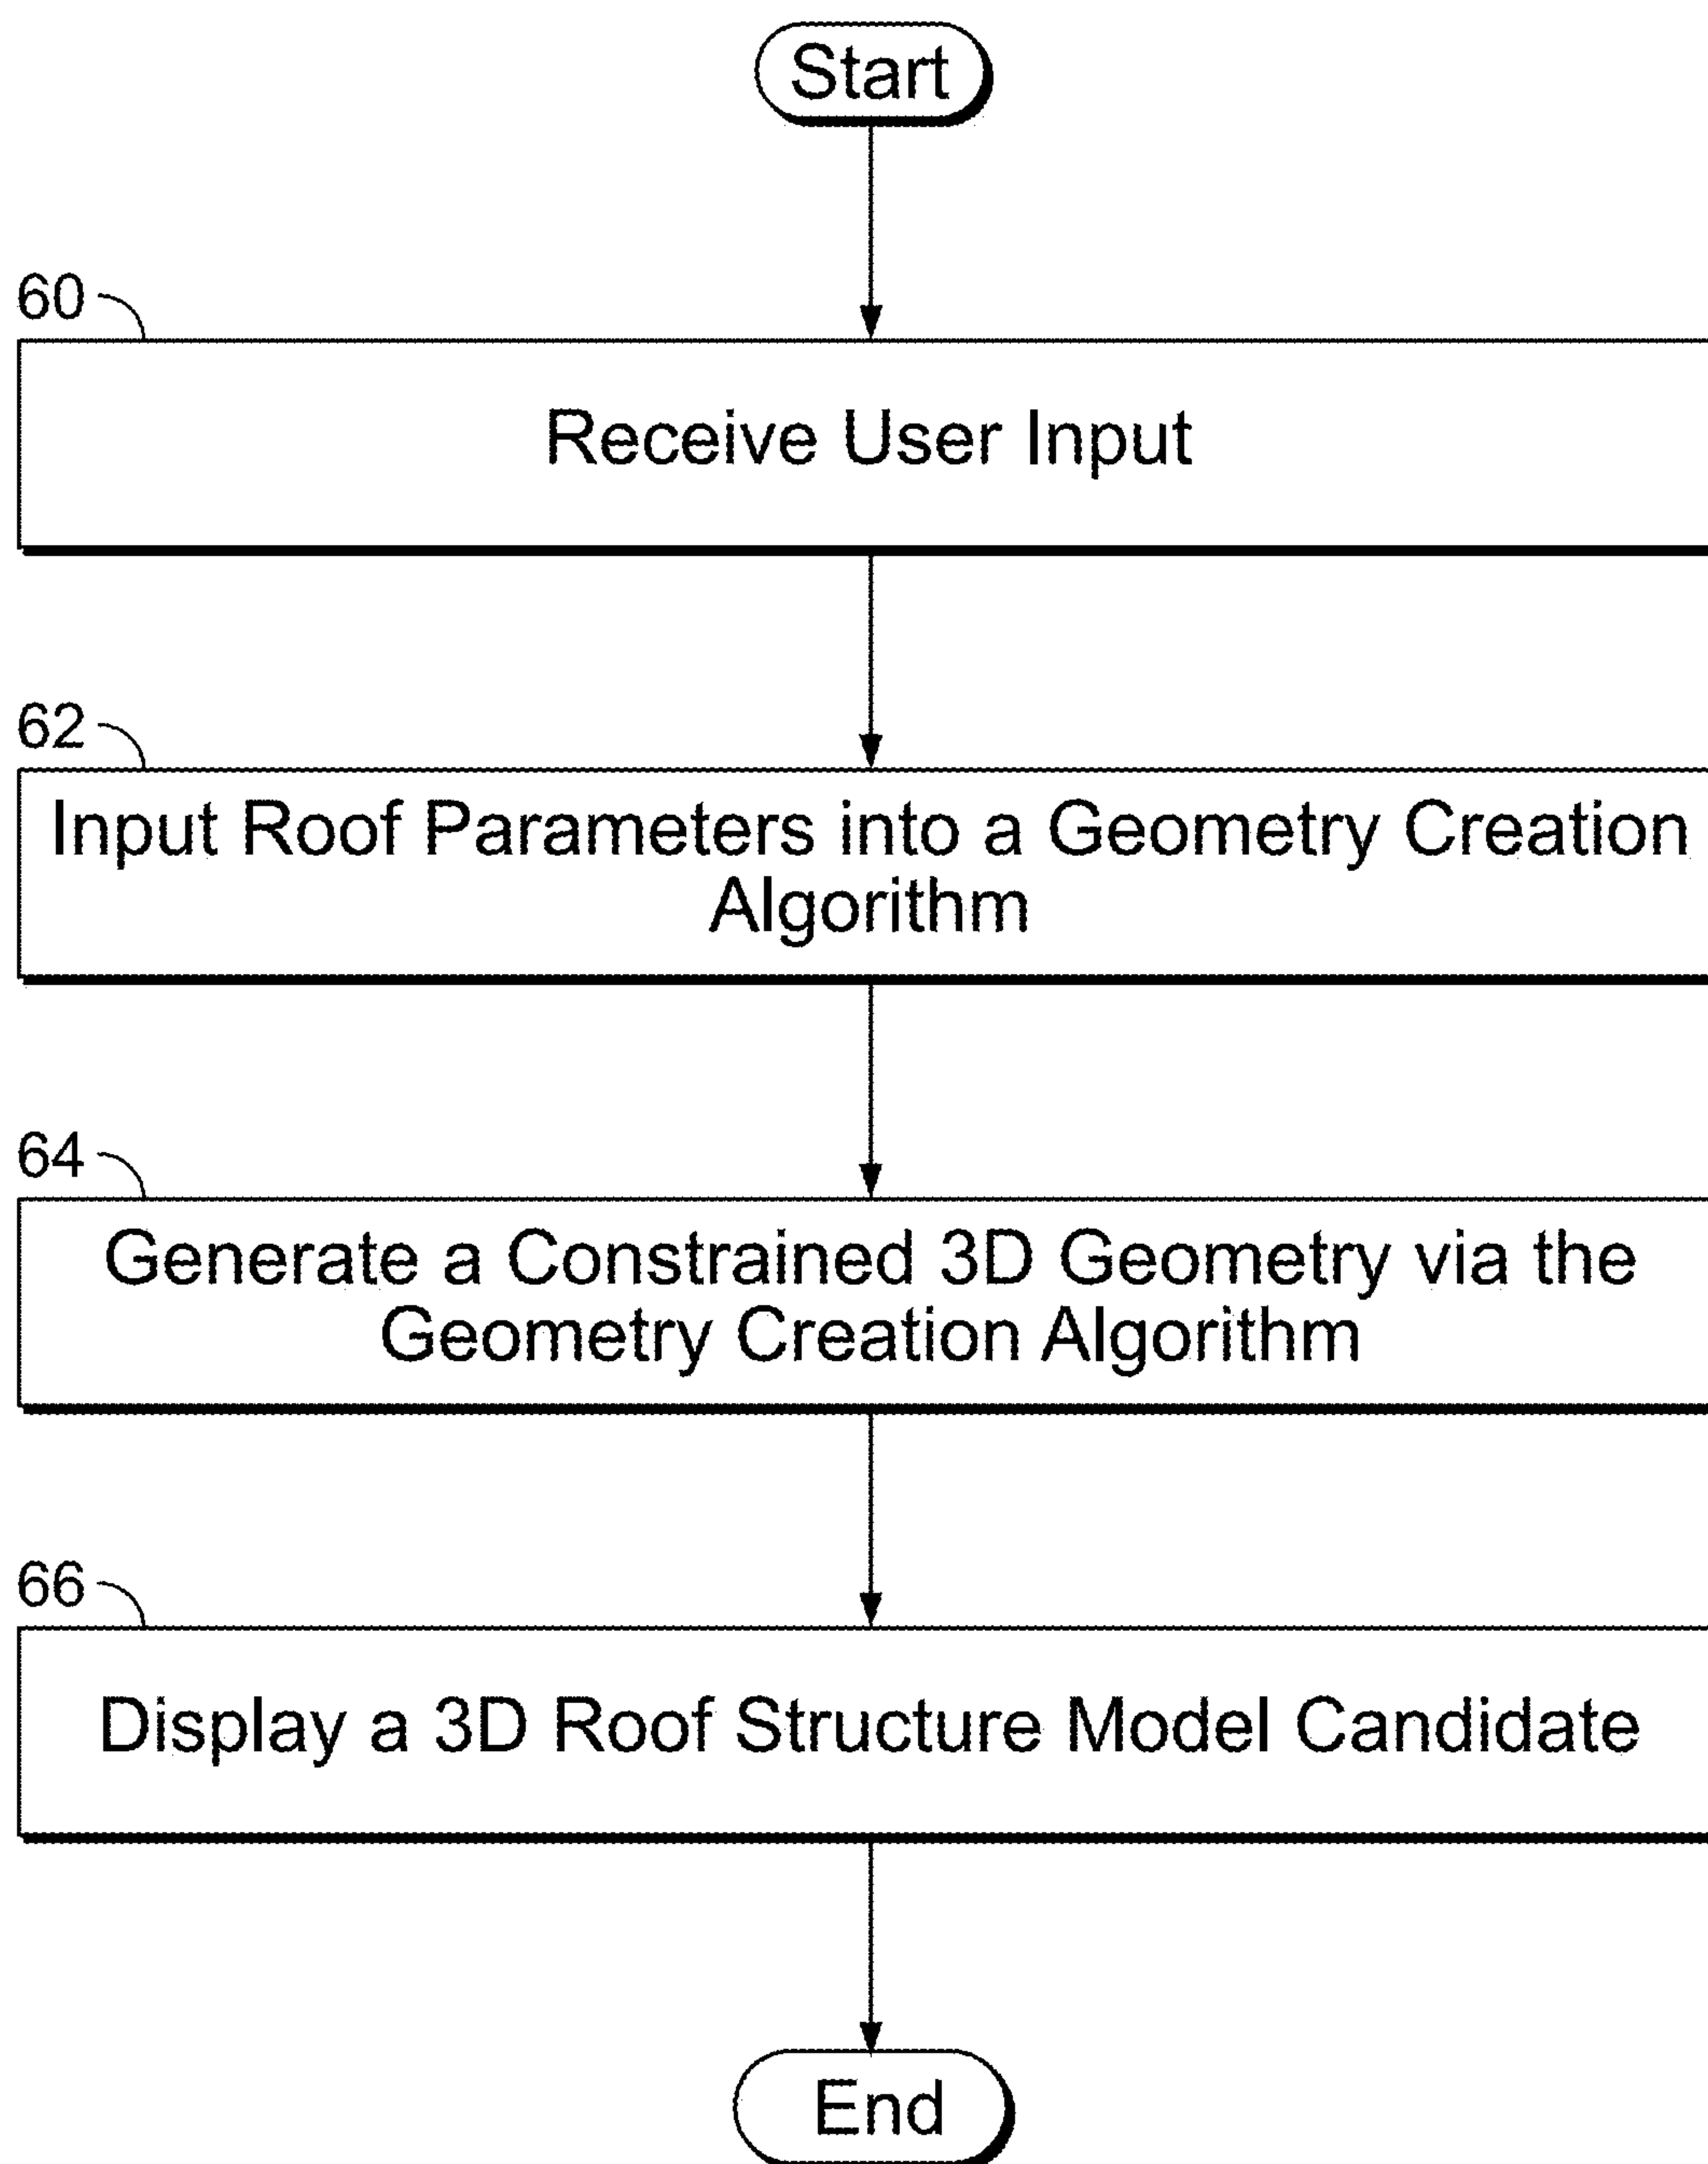 Start
60
Receive User Input
62
Input Roof Parameters into a Geometry Creation
Algorithm
64
Generate a Constrained 3D Geometry via the
Geometry Creation Algorithm
66
Display a 3D Roof Structure Model Candidate
End